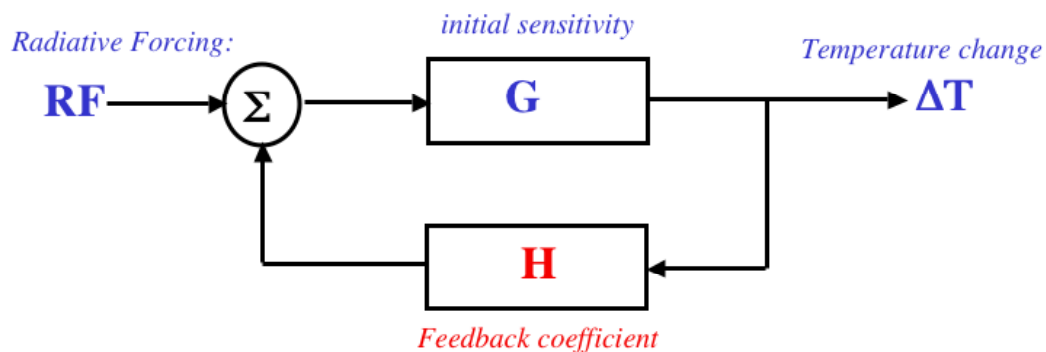 Radiative Forcing:
initial sensitivity
Temperature change
RF
Σ
G
ΔT
H
Feedback coefficient